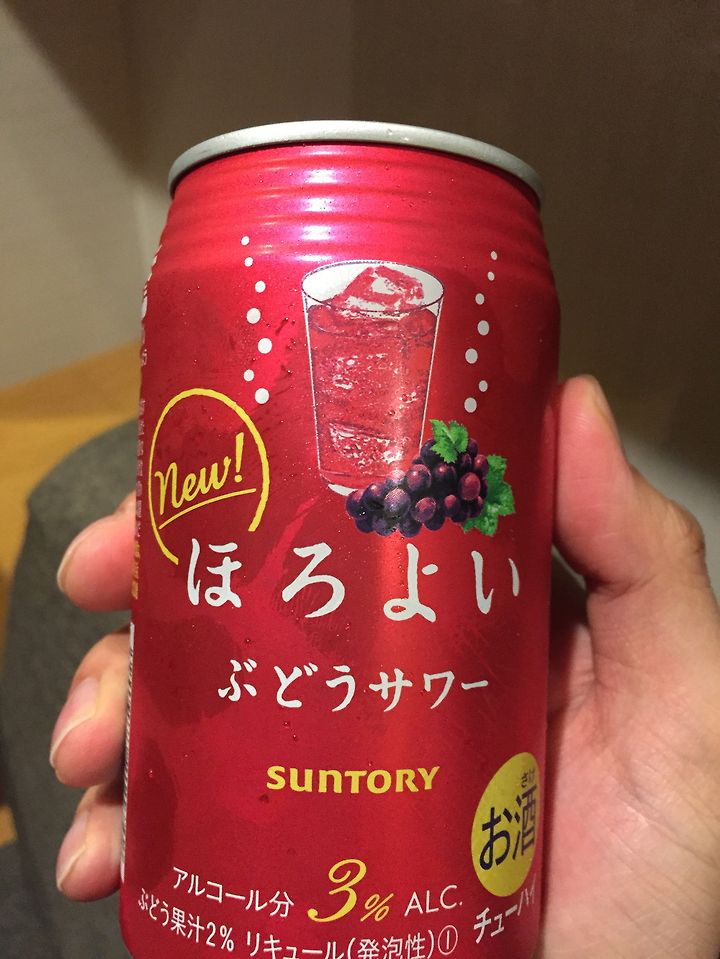 New!
ほろよい
ぶどうサワー
SUNTORY
さけ
お酒
チューハイ
アルコール分 3% ALC.
ぶどう果汁2% リキュール(発泡性)①